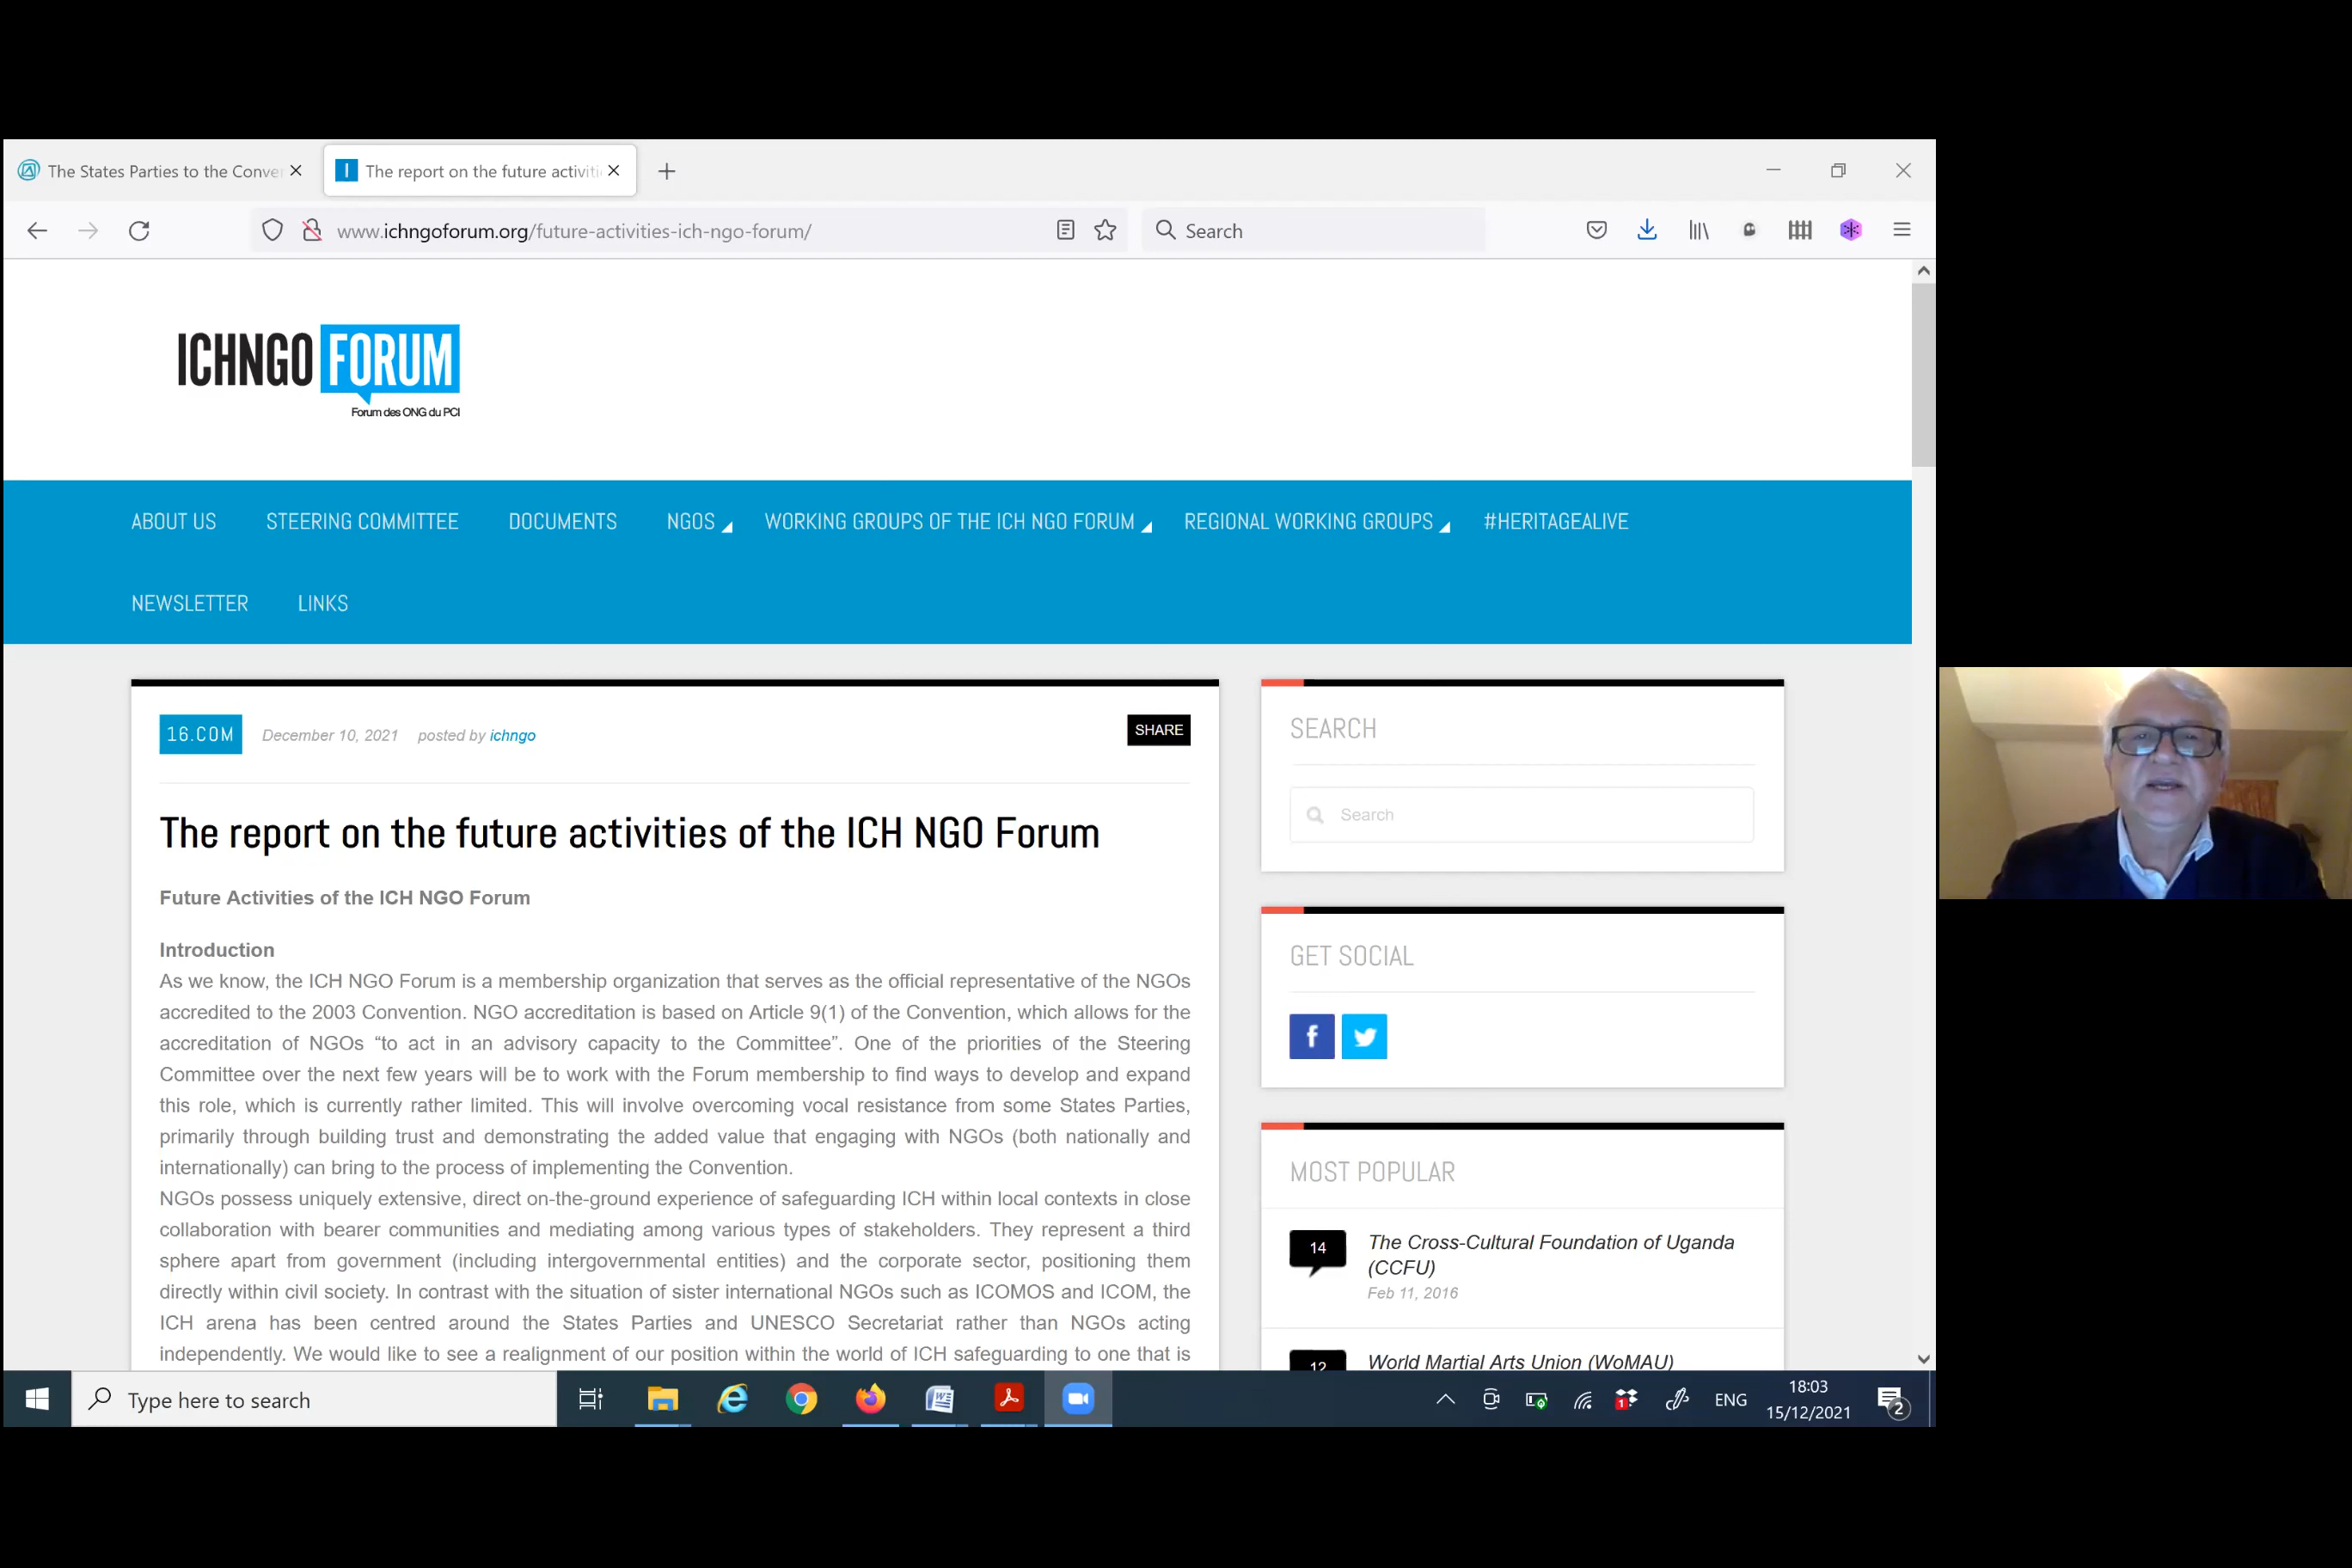 The States Parties to the Conve
The report on the future activiti
www.ichngoforum.org/future-activities-ich-ngo-forum/
Search
ICHNGO FORUM
Forum des ONG du PCI
ABOUT US
STEERING COMMITTEE
DOCUMENTS
NGOS
WORKING GROUPS OF THE ICH NGO FORUM
REGIONAL WORKING GROUPS
#HERITAGEALIVE
NEWSLETTER
LINKS
16.COM
December 10, 2021
posted by ichngo
SHARE
The report on the future activities of the ICH NGO Forum
Future Activities of the ICH NGO Forum
Introduction
As we know, the ICH NGO Forum is a membership organization that serves as the official representative of the NGOs
accredited to the 2003 Convention. NGO accreditation is based on Article 9(1) of the Convention, which allows for the
accreditation of NGOs “to act in an advisory capacity to the Committee”. One of the priorities of the Steering
Committee over the next few years will be to work with the Forum membership to find ways to develop and expand
this role, which is currently rather limited. This will involve overcoming vocal resistance from some States Parties,
primarily through building trust and demonstrating the added value that engaging with NGOs (both nationally and
internationally) can bring to the process of implementing the Convention.
NGOs possess uniquely extensive, direct on-the-ground experience of safeguarding ICH within local contexts in close
collaboration with bearer communities and mediating among various types of stakeholders. They represent a third
sphere apart from government (including intergovernmental entities) and the corporate sector, positioning them
directly within civil society. In contrast with the situation of sister international NGOs such as ICOMOS and ICOM, the
ICH arena has been centred around the States Parties and UNESCO Secretariat rather than NGOs acting
independently. We would like to see a realignment of our position within the world of ICH safeguarding to one that is
SEARCH
Search
GET SOCIAL
MOST POPULAR
14
The Cross-Cultural Foundation of Uganda
(CCFU)
Feb 11, 2016
12
World Martial Arts Union (WoMAU)
Type here to search
1
ENG
18:03
15/12/2021
2